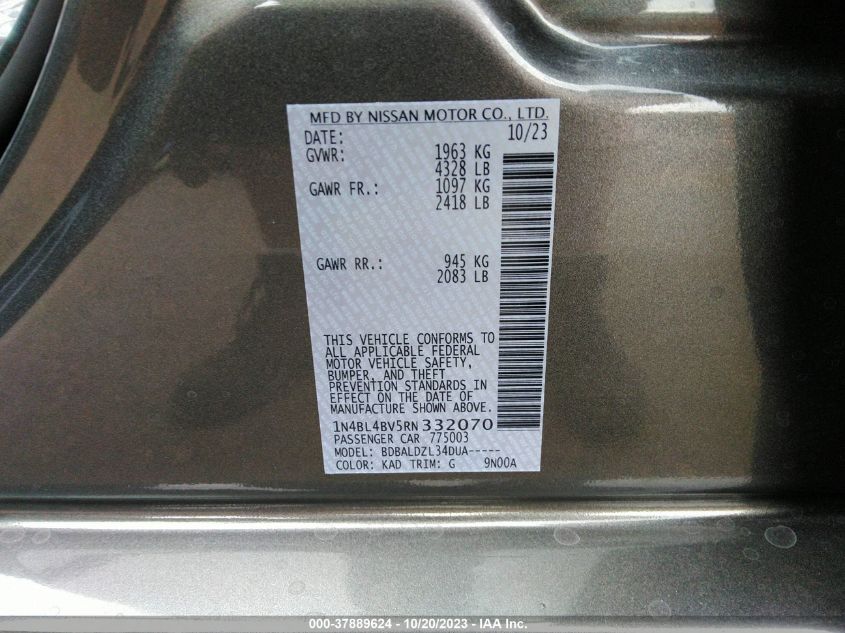 MFD BY NISSAN MOTOR CO., LTD.
DATE: 10/23
GVWR: 1963 KG
4328 LB
GAWR FR.: 1097 KG
2418 LB
GAWR RR.: 945 KG
2083 LB
THIS VEHICLE CONFORMS TO
ALL APPLICABLE FEDERAL
MOTOR VEHICLE SAFETY,
BUMPER, AND THEFT
PREVENTION STANDARDS IN
EFFECT ON THE DATE OF
MANUFACTURE SHOWN ABOVE.
1N4BL4BV5RN332070
PASSENGER CAR 775003
MODEL: BDBALDZL34DUA-----
COLOR: KAD TRIM: G 9N00A
000-37889624 - 10/20/2023 - IAA Inc.